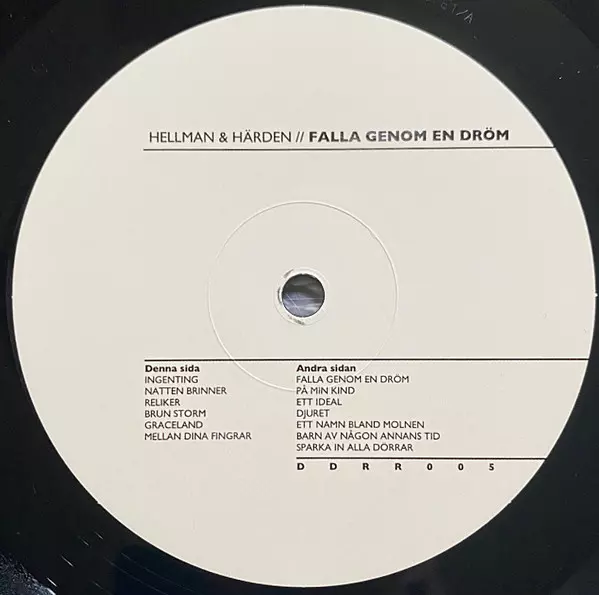 HELLMAN & HÄRDEN // FALLA GENOM EN DRÖM
Denna sida
INGENTING
NATTEN BRINNER
RELIKER
BRUN STORM
GRACELAND
MELLAN DINA FINGRAR
Andra sidan
FALLA GENOM EN DRÖM
PÅ MiN KIND
ETT IDEAL
DJURET
ETT NAMN BLAND MOLNEN
BARN AV NÅGON ANNANS TID
SPARKA IN ALLA DÖRRAR
D D R R 0 0 5